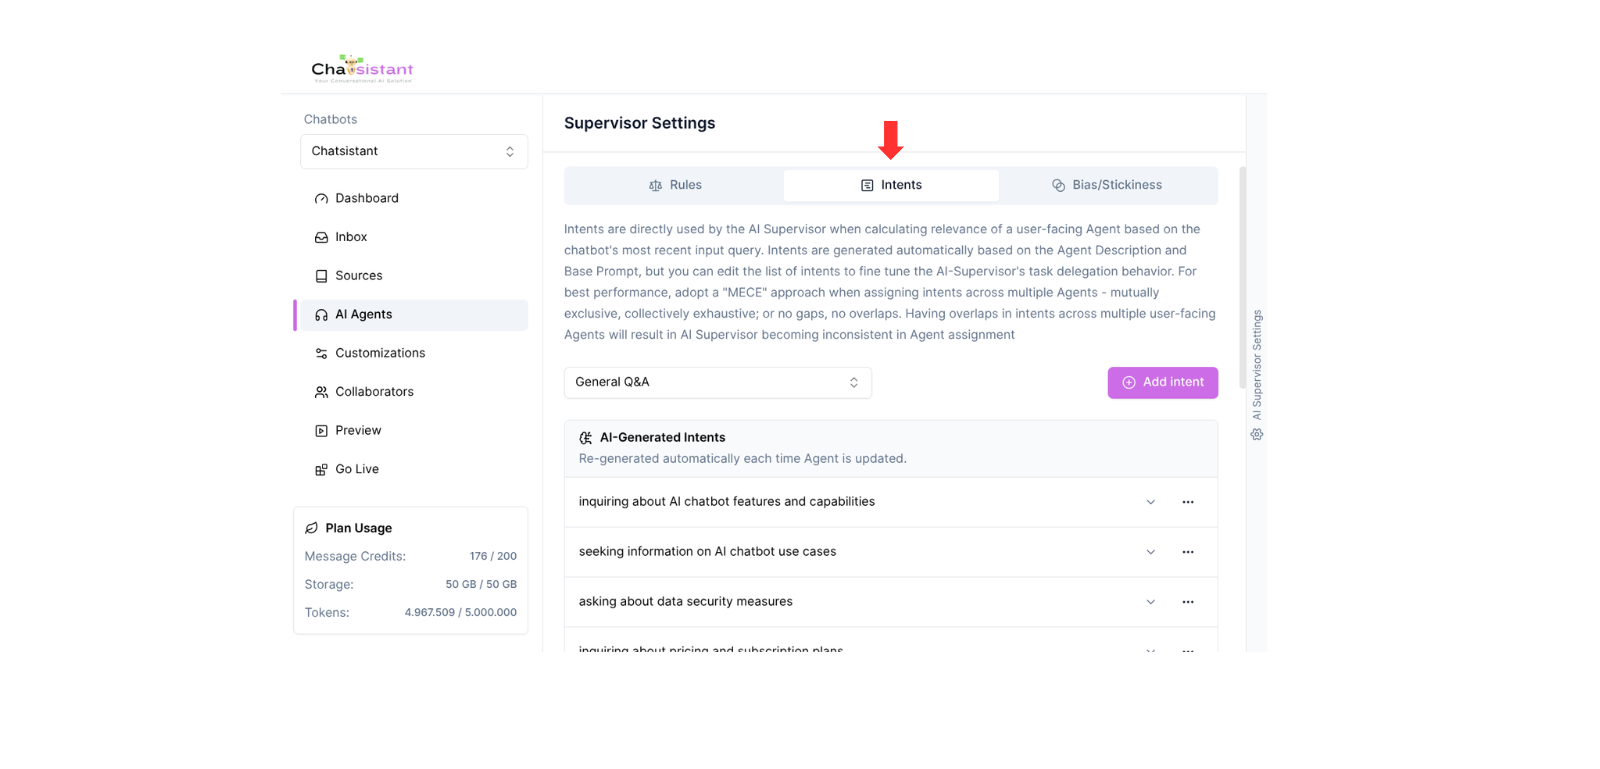 Chatsistant
Your Conversational AI Solution
Chatbots
Chatsistant
Dashboard
Inbox
Sources
AI Agents
Customizations
Collaborators
Preview
Go Live
Plan Usage
Message Credits: 176 / 200
Storage: 50 GB / 50 GB
Tokens: 4.967.509 / 5.000.000
Supervisor Settings
Rules
Intents
Bias/Stickiness
Intents are directly used by the AI Supervisor when calculating relevance of a user-facing Agent based on the
chatbot's most recent input query. Intents are generated automatically based on the Agent Description and
Base Prompt, but you can edit the list of intents to fine tune the AI-Supervisor's task delegation behavior. For
best performance, adopt a "MECE" approach when assigning intents across multiple Agents - mutually
exclusive, collectively exhaustive; or no gaps, no overlaps. Having overlaps in intents across multiple user-facing
Agents will result in AI Supervisor becoming inconsistent in Agent assignment
General Q&A
Add intent
AI-Generated Intents
Re-generated automatically each time Agent is updated.
inquiring about AI chatbot features and capabilities
seeking information on AI chatbot use cases
asking about data security measures
inquiring about pricing and subscription plans
AI Supervisor Settings